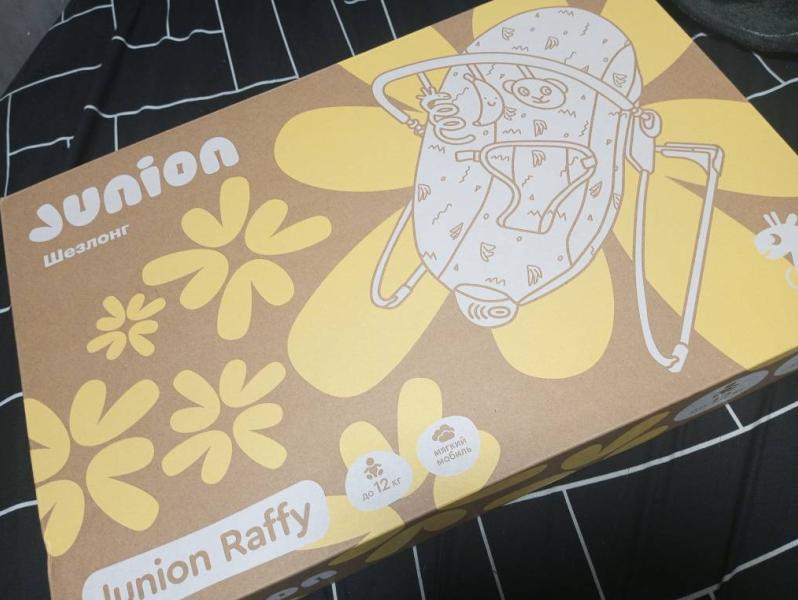 Junion
Шезлонг
мягкий
мобиль
до 12 кг
Junion Raffy